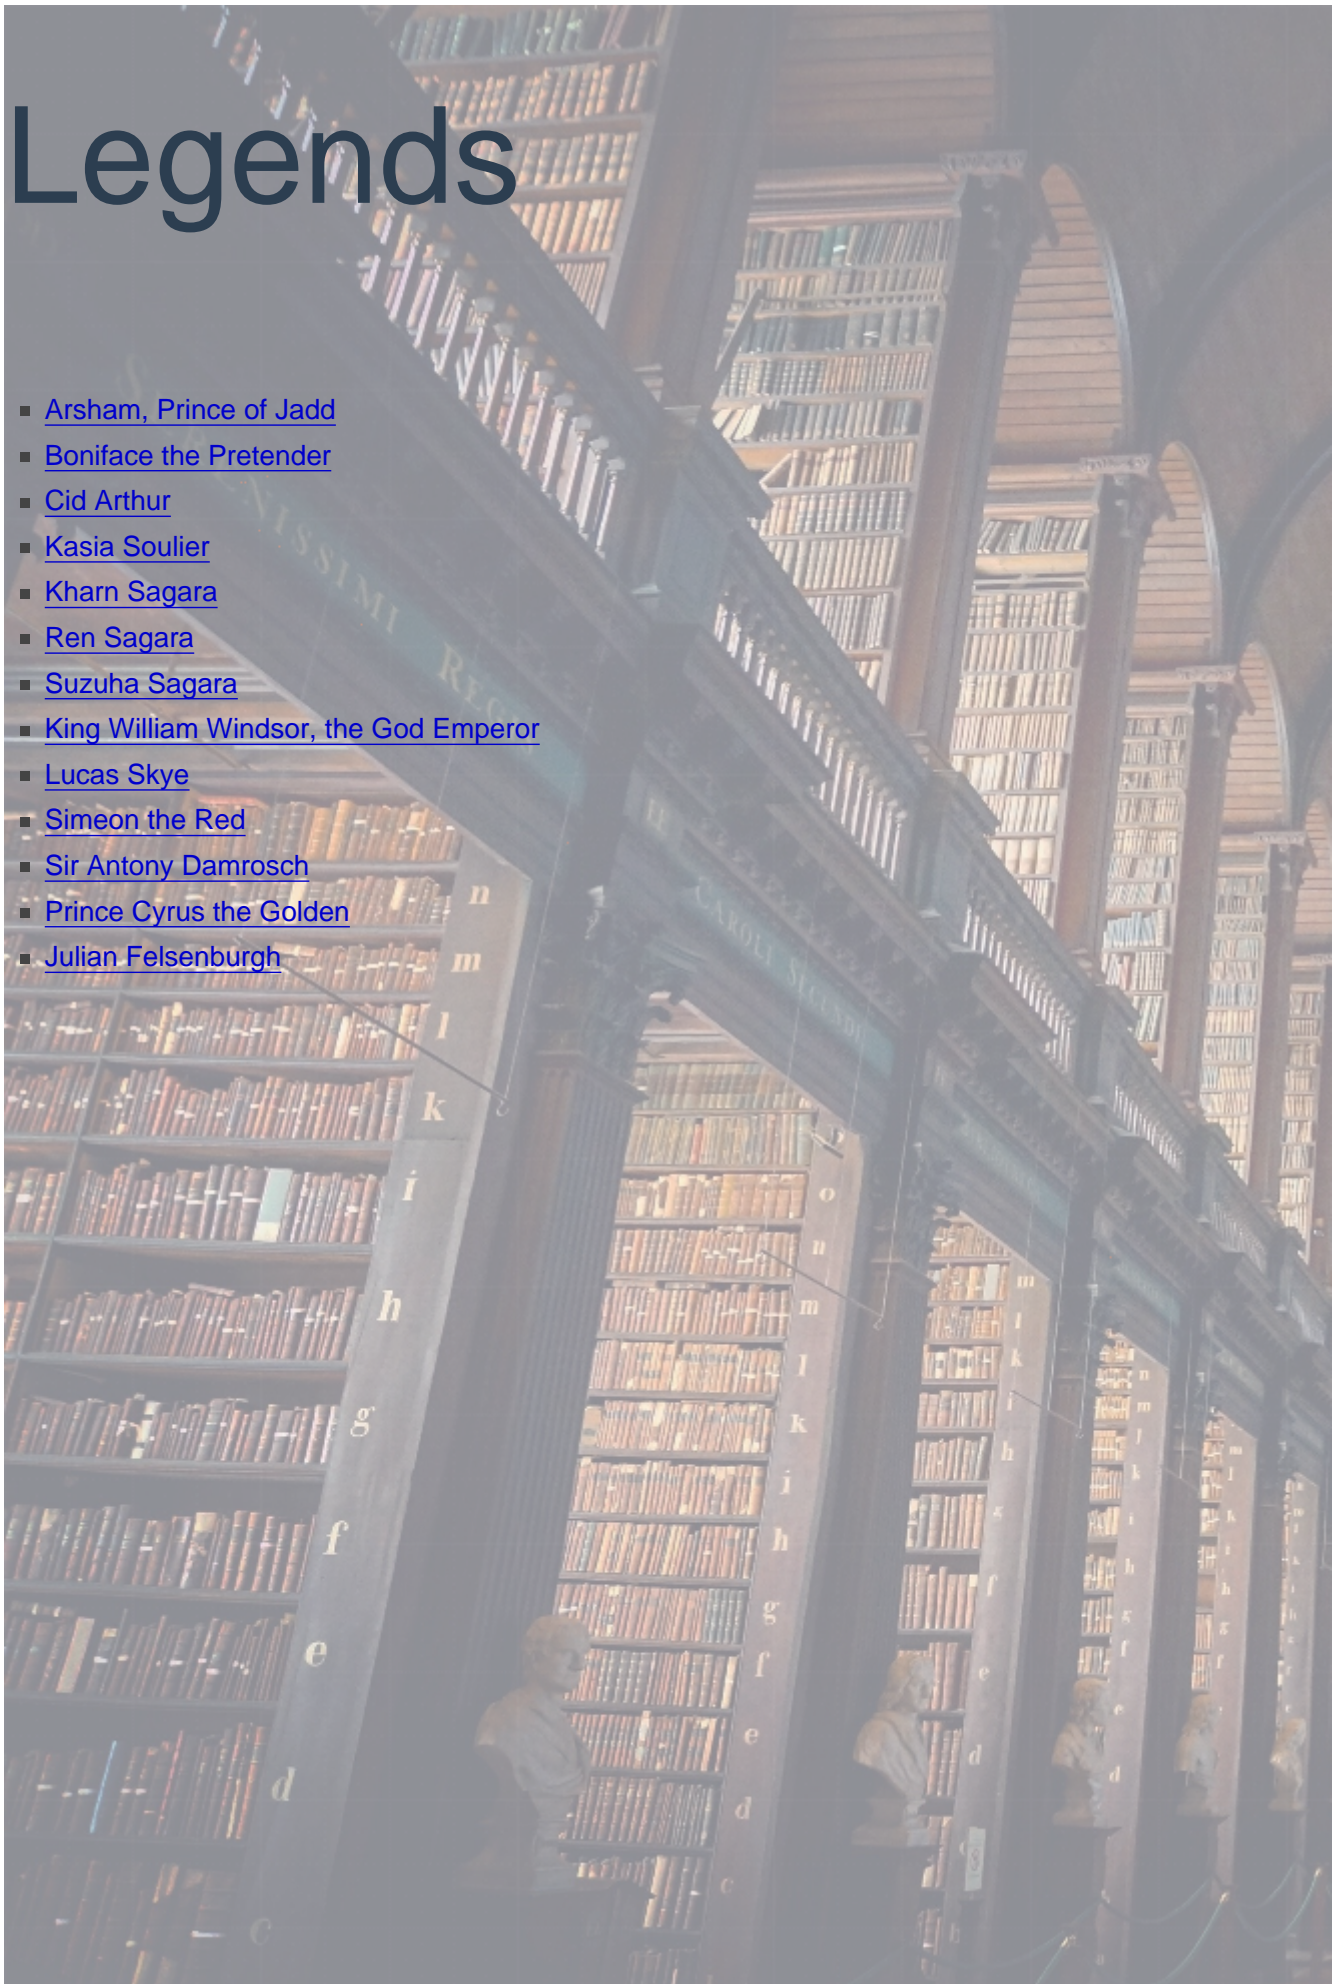 Legends
Arsham, Prince of Jadd
Boniface the Pretender
Cid Arthur
Kasia Soulier
Kharn Sagara
Ren Sagara
Suzuha Sagara
King William Windsor, the God Emperor
Lucas Skye
Simeon the Red
Sir Antony Damrosch
Prince Cyrus the Golden
Julian Felsenburgh
n
m
l
k
i
h
g
f
e
d
c
o
n
m
l
k
i
h
g
f
e
d
c